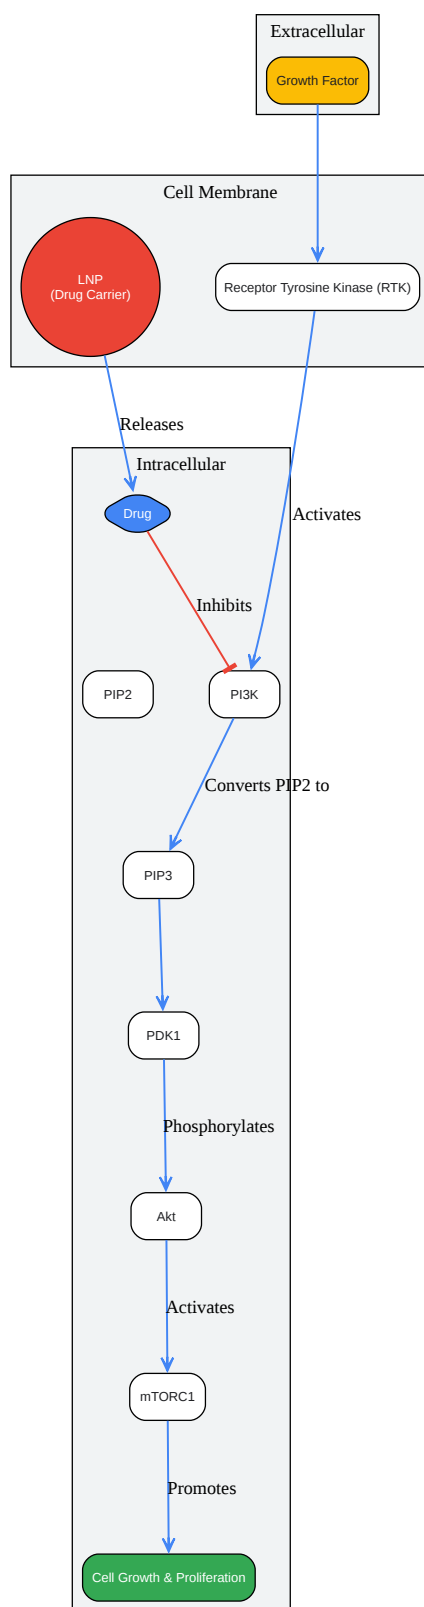 Extracellular
Growth Factor
Cell Membrane
LNP
(Drug Carrier)
Receptor Tyrosine Kinase (RTK)
Releases
Intracellular
Drug
Activates
Inhibits
PIP2
PI3K
Converts PIP2 to
PIP3
PDK1
Phosphorylates
Akt
Activates
mTORC1
Promotes
Cell Growth & Proliferation